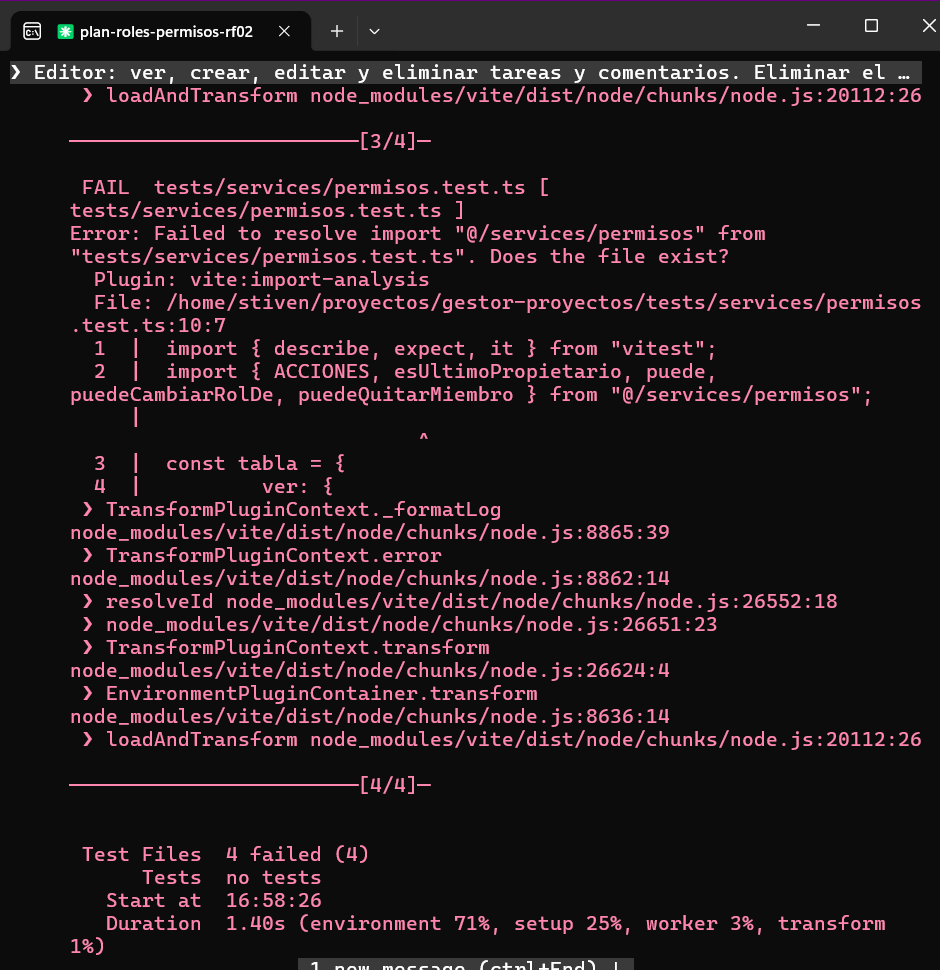 plan-roles-permisos-rf02
❯ Editor: ver, crear, editar y eliminar tareas y comentarios. Eliminar el …
❯ loadAndTransform node_modules/vite/dist/node/chunks/node.js:20112:26
────────────────────────[3/4]─
FAIL  tests/services/permisos.test.ts [
tests/services/permisos.test.ts ]
Error: Failed to resolve import "@/services/permisos" from
"tests/services/permisos.test.ts". Does the file exist?
Plugin: vite:import-analysis
File: /home/stiven/proyectos/gestor-proyectos/tests/services/permisos
.test.ts:10:7
1  |  import { describe, expect, it } from "vitest";
2  |  import { ACCIONES, esUltimoPropietario, puede,
puedeCambiarRolDe, puedeQuitarMiembro } from "@/services/permisos";
|
^
3  |  const tabla = {
4  |          ver: {
❯ TransformPluginContext._formatLog
node_modules/vite/dist/node/chunks/node.js:8865:39
❯ TransformPluginContext.error
node_modules/vite/dist/node/chunks/node.js:8862:14
❯ resolveId node_modules/vite/dist/node/chunks/node.js:26552:18
❯ node_modules/vite/dist/node/chunks/node.js:26651:23
❯ TransformPluginContext.transform
node_modules/vite/dist/node/chunks/node.js:26624:4
❯ EnvironmentPluginContainer.transform
node_modules/vite/dist/node/chunks/node.js:8636:14
❯ loadAndTransform node_modules/vite/dist/node/chunks/node.js:20112:26
────────────────────────[4/4]─
Test Files  4 failed (4)
Tests  no tests
Start at  16:58:26
Duration  1.40s (environment 71%, setup 25%, worker 3%, transform
1%)
1 new message (ctrl+End) ↓